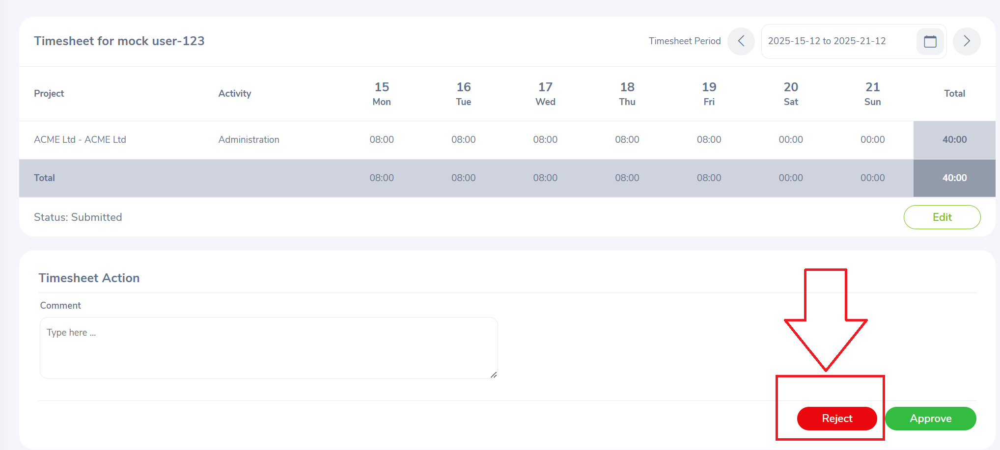 Timesheet for mock user-123
Timesheet Period
2025-15-12 to 2025-21-12
Project Activity 15 Mon 16 Tue 17 Wed 18 Thu 19 Fri 20 Sat 21 Sun Total
ACME Ltd - ACME Ltd Administration 08:00 08:00 08:00 08:00 08:00 00:00 00:00 40:00
Total 08:00 08:00 08:00 08:00 08:00 00:00 00:00 40:00
Status: Submitted
Edit
Timesheet Action
Comment
Type here ...
Reject
Approve